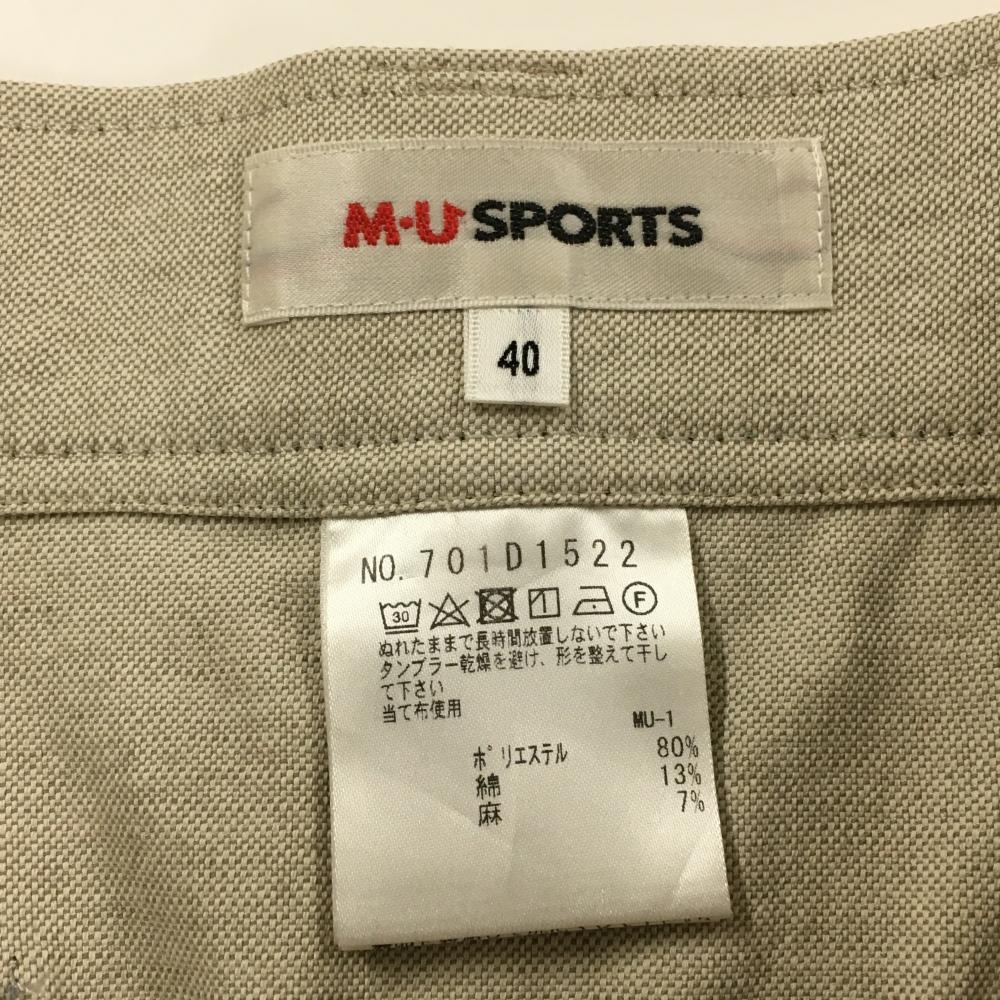 M·U SPORTS
40
NO. 701D1522
30 F
ぬれたままで長時間放置しないで下さい
タンブラー乾燥を避け、形を整えて干し
て下さい
当て布使用
MU-1
ポリエステル 80%
綿 13%
麻 7%